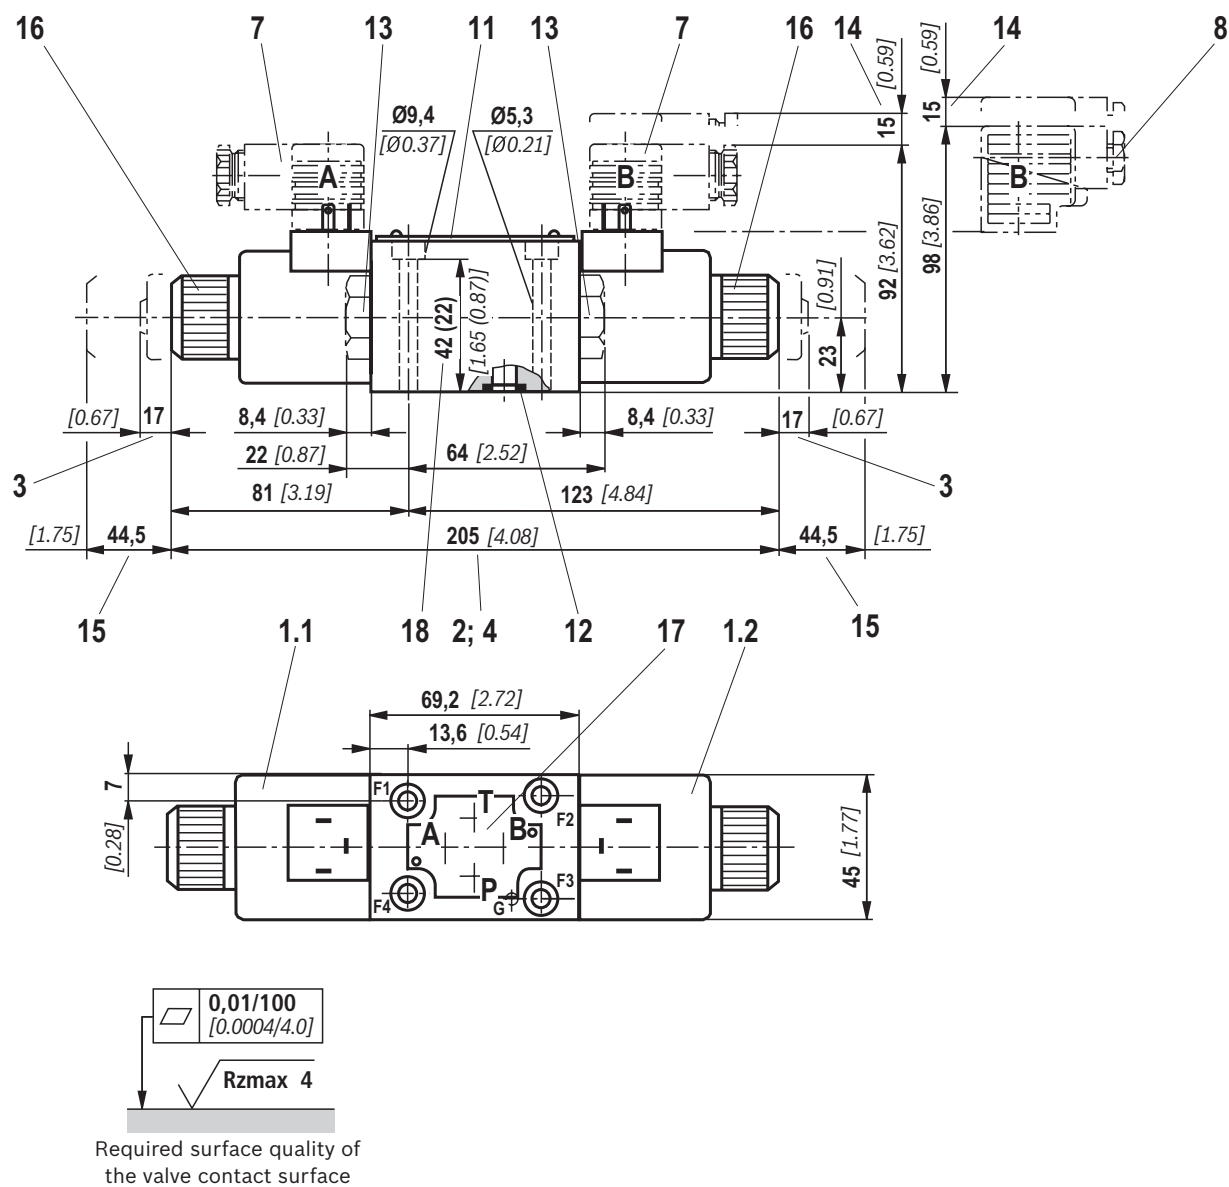 16 7 13 11 13 7 16 14 14 8
[0.59] [0.59]
15 15
Ø9,4 Ø5,3
[Ø0.37] [Ø0.21]
A B B
92 [3.62]
98 [3.86]
42 (22)
[1.65 (0.87)]
[0.91]
23
[0.67] 17 8,4 [0.33] 8,4 [0.33] 17 [0.67]
22 [0.87] 64 [2.52]
3 3
81 [3.19] 123 [4.84]
[1.75] 44,5 205 [4.08] 44,5 [1.75]
15 1.1 18 2; 4 12 17 1.2 15
69,2 [2.72]
13,6 [0.54]
7
[0.28]
F1 T F2
A B
F4 P G F3
45 [1.77]
0,01/100
[0.0004/4.0]
Rzmax 4
Required surface quality of
the valve contact surface